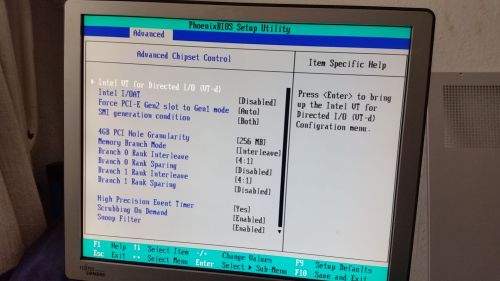 PhoenixBIOS Setup Utility
Advanced
Advanced Chipset Control
Item Specific Help
Intel VT for Directed I/O (VT-d)
Intel I/OAT [Disabled]
Force PCI-E Gen2 slot to Gen1 mode [Auto]
SMI generation condition [Both]
4GB PCI Hole Granularity [256 MB]
Memory Branch Mode [Interleave]
Branch 0 Rank Interleave [4:1]
Branch 0 Rank Sparing [Disabled]
Branch 1 Rank Interleave [4:1]
Branch 1 Rank Sparing [Disabled]
High Precision Event Timer [Yes]
Scrubbing On Demand [Enabled]
Snoop Filter [Enabled]
Press <Enter> to bring
up the Intel VT for
Directed I/O (VT-d)
Configuration menu.
F1 Help ↑↓ Select Item -/+ Change Values F9 Setup Defaults
Esc Exit ↔ Select Menu Enter Select ▶ Sub-Menu F10 Save and Exit
FUJITSU
SIEMENS